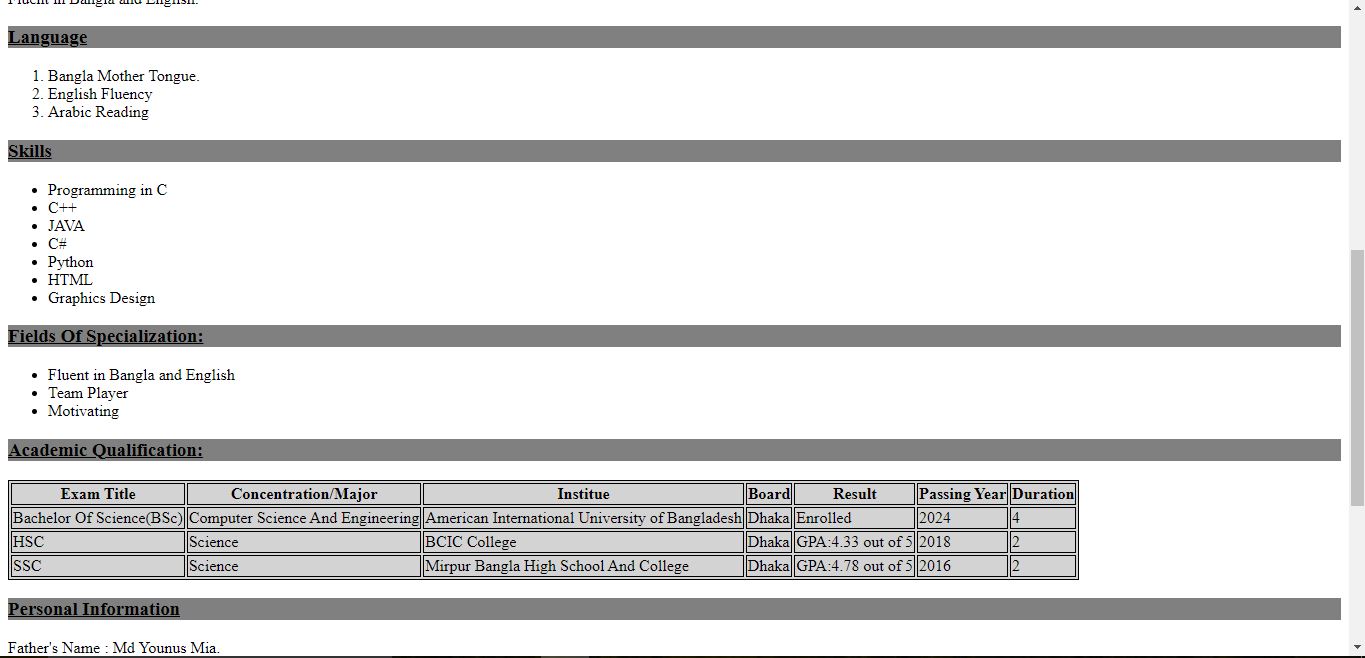 Fluent in Bangla and English.
Language
1. Bangla Mother Tongue.
2. English Fluency
3. Arabic Reading
Skills
• Programming in C
• C++
• JAVA
• C#
• Python
• HTML
• Graphics Design
Fields Of Specialization:
• Fluent in Bangla and English
• Team Player
• Motivating
Academic Qualification:
Exam Title Concentration/Major Institue Board Result Passing Year Duration
Bachelor Of Science(BSc) Computer Science And Engineering American International University of Bangladesh Dhaka Enrolled 2024 4
HSC Science BCIC College Dhaka GPA:4.33 out of 5 2018 2
SSC Science Mirpur Bangla High School And College Dhaka GPA:4.78 out of 5 2016 2
Personal Information
Father's Name : Md Younus Mia.